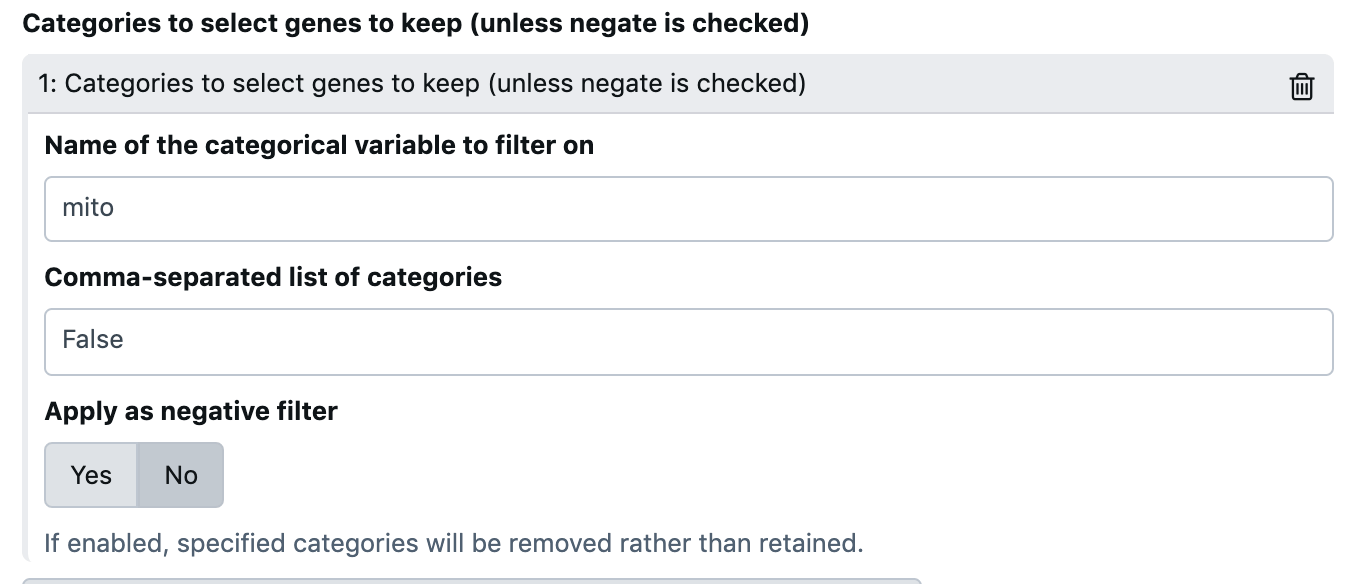 Categories to select genes to keep (unless negate is checked)
1: Categories to select genes to keep (unless negate is checked)
Name of the categorical variable to filter on
mito
Comma-separated list of categories
False
Apply as negative filter
Yes No
If enabled, specified categories will be removed rather than retained.